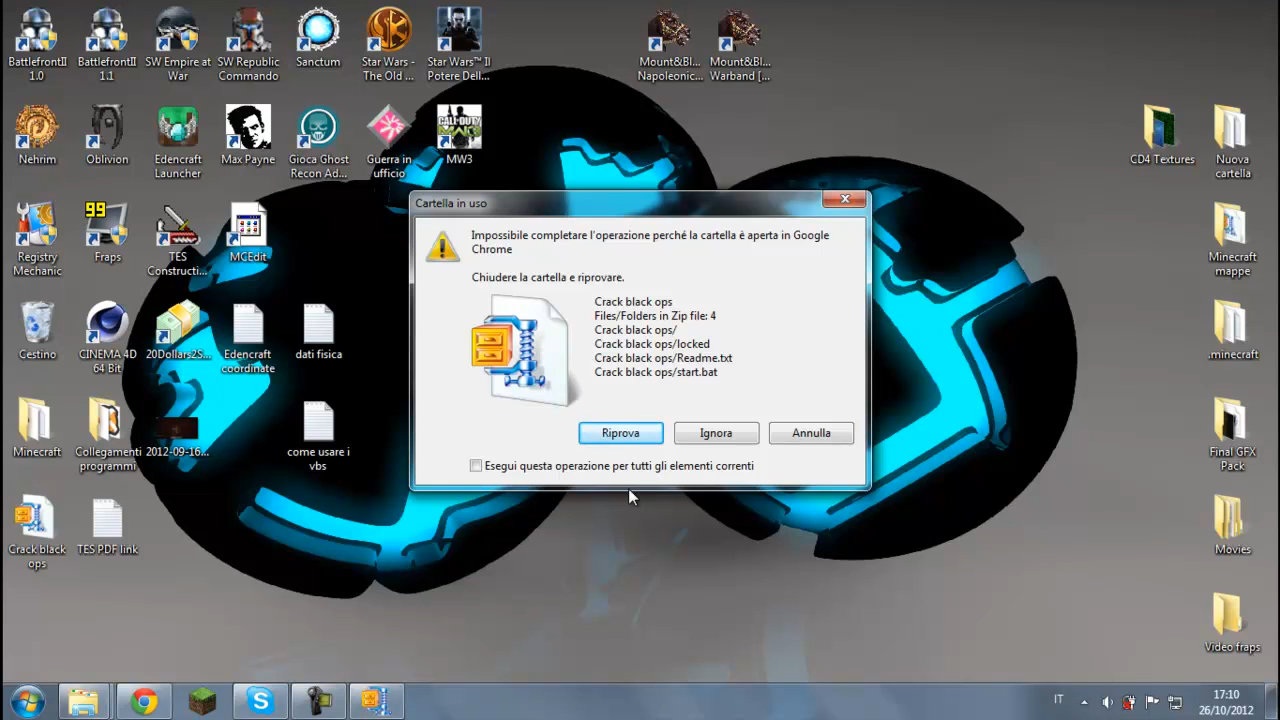 BattlefrontII
1.0
BattlefrontII
1.1
SW Empire at
War
SW Republic
Commando
Sanctum
Star Wars -
The Old ...
Star Wars™ II
Potere Dell...
Mount&Bl...
Napoleonic...
Mount&Bl...
Warband [...
Nehrim
Oblivion
Edencraft
Launcher
Max Payne
Gioca Ghost
Recon Ad...
Guerra in
ufficio
CALL OF DUTY
MW3
MW3
CD4 Textures
Nuova
cartella
99
Registry
Mechanic
Fraps
TES
Constructi...
MCEdit
Minecraft
mappe
Cestino
CINEMA 4D
64 Bit
20Dollars2S...
Edencraft
coordinate
dati fisica
.minecraft
Minecraft
Collegamenti
programmi
2012-09-16...
come usare i
vbs
Final GFX
Pack
Crack black
ops
TES PDF link
Movies
Video fraps
Cartella in uso
Impossibile completare l'operazione perché la cartella è aperta in Google
Chrome
Chiudere la cartella e riprovare.
Crack black ops
Files/Folders in Zip file: 4
Crack black ops/
Crack black ops/locked
Crack black ops/Readme.txt
Crack black ops/start.bat
Riprova
Ignora
Annulla
Esegui questa operazione per tutti gli elementi correnti
IT
17:10
26/10/2012